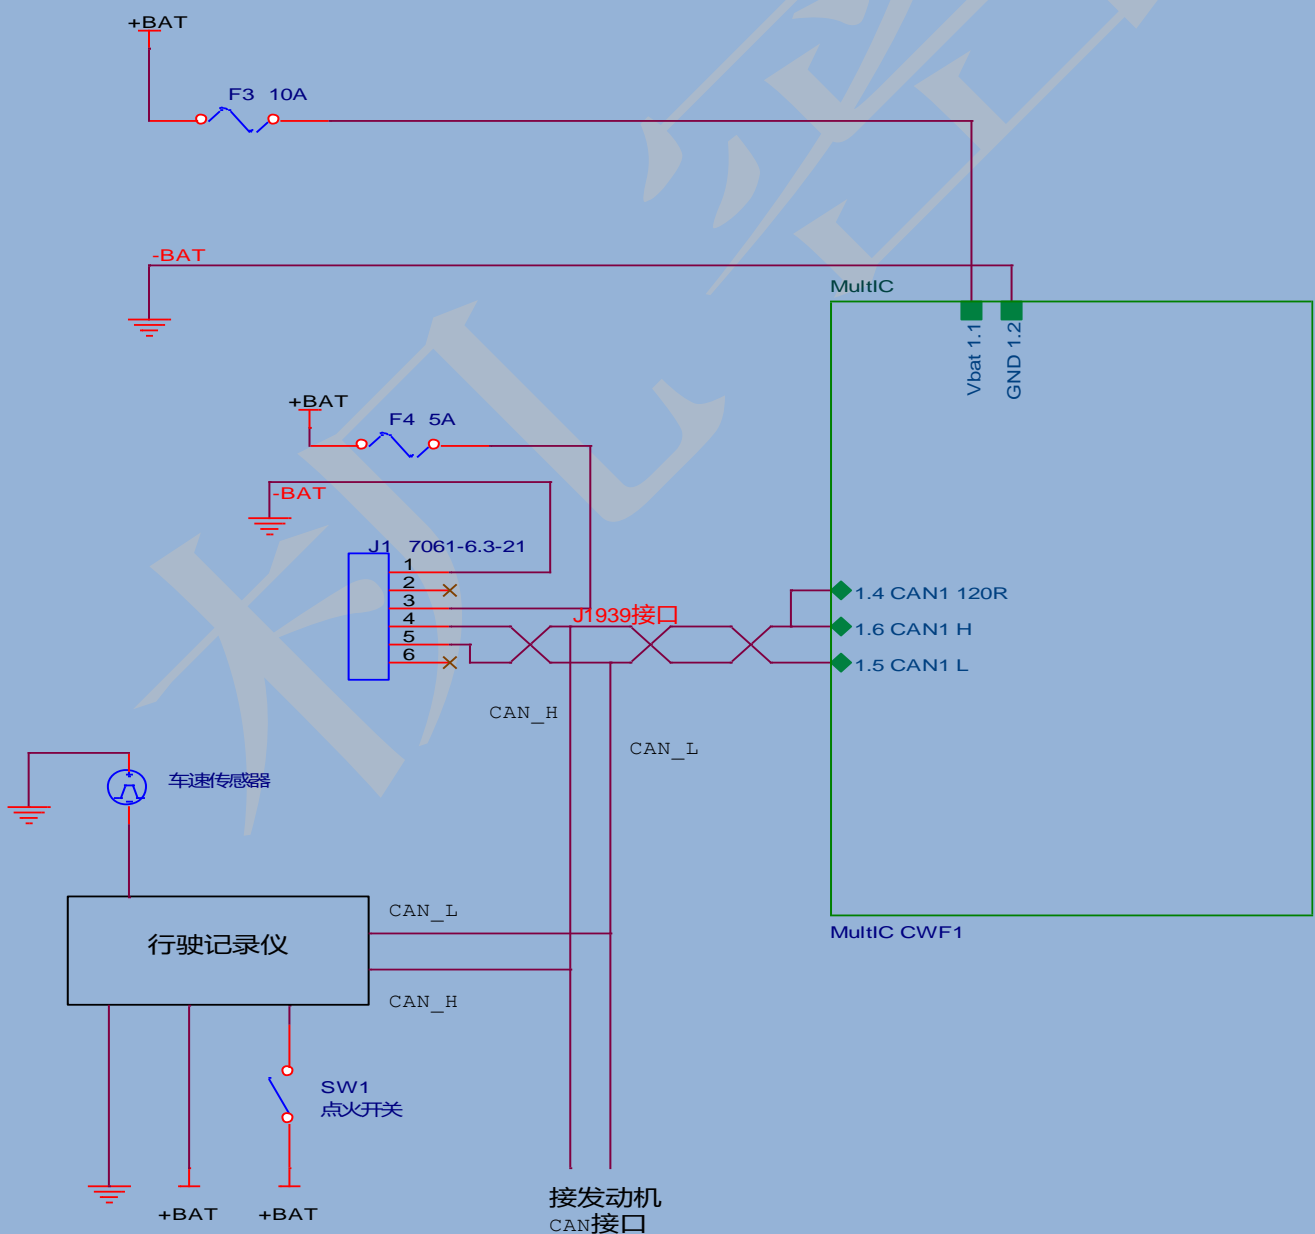 +BAT
F3 10A
-BAT
MultIC
Vbat 1.1
GND 1.2
+BAT
F4 5A
-BAT
J1 7061-6.3-21
1
2
3
4
5
6
J1939接口
1.4 CAN1 120R
1.6 CAN1 H
1.5 CAN1 L
CAN_H
CAN_L
车速传感器
CAN_L
行驶记录仪
MultIC CWF1
CAN_H
SW1
点火开关
接发动机
CAN接口
+BAT
+BAT